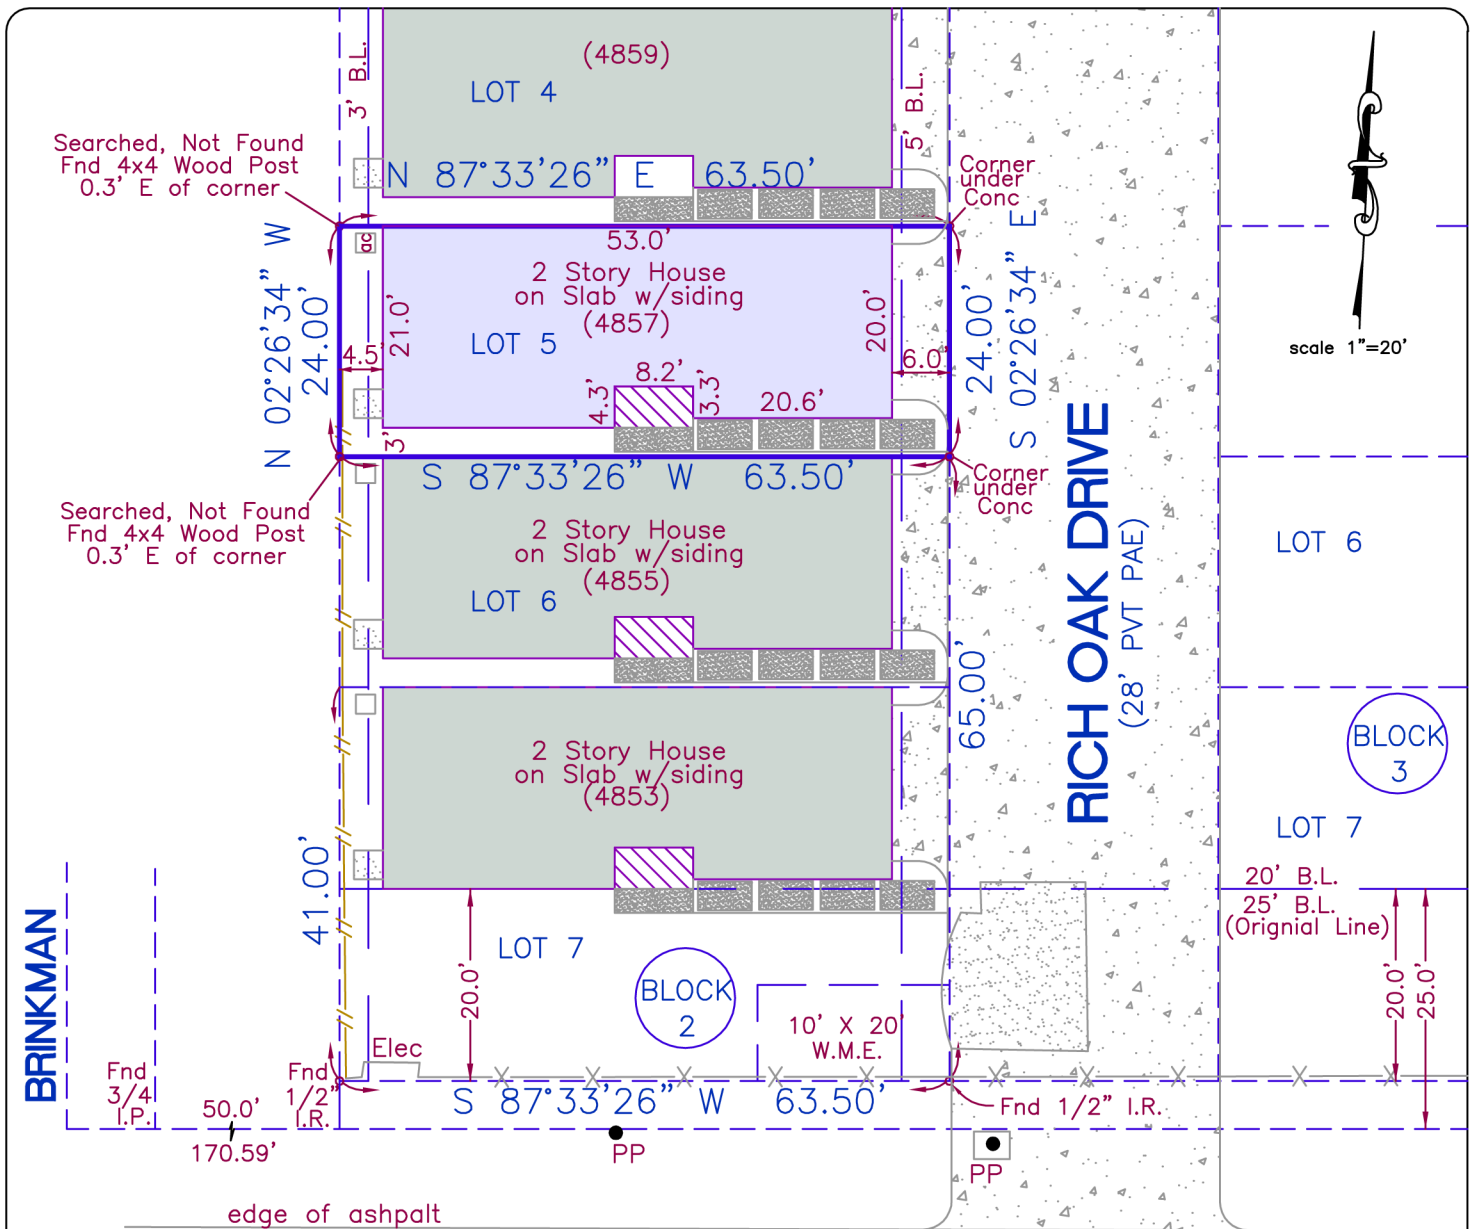 (4859)
LOT 4
3' B.L.
5' B.L.
Searched, Not Found
Fnd 4x4 Wood Post
0.3' E of corner
N 87°33'26" E 63.50'
Corner
under
Conc
N 02°26'34" W
24.00'
ac
53.0'
2 Story House
on Slab w/siding
(4857)
LOT 5
21.0'
20.0'
4.5'
6.0'
8.2'
4.3'
3.3'
20.6'
3'
24.00'
S 02°26'34" E
scale 1"=20'
S 87°33'26" W 63.50'
Corner
under
Conc
Searched, Not Found
Fnd 4x4 Wood Post
0.3' E of corner
2 Story House
on Slab w/siding
(4855)
LOT 6
RICH OAK DRIVE
(28' PVT PAE)
LOT 6
65.00'
BLOCK
3
2 Story House
on Slab w/siding
(4853)
LOT 7
41.00'
20' B.L.
25' B.L.
(Orignial Line)
LOT 7
BLOCK
2
20.0'
10' X 20'
W.M.E.
20.0'
25.0'
BRINKMAN
Elec
Fnd
3/4
I.P.
Fnd
1/2"
I.R.
S 87°33'26" W 63.50'
Fnd 1/2" I.R.
50.0'
170.59'
PP
PP
edge of ashpalt